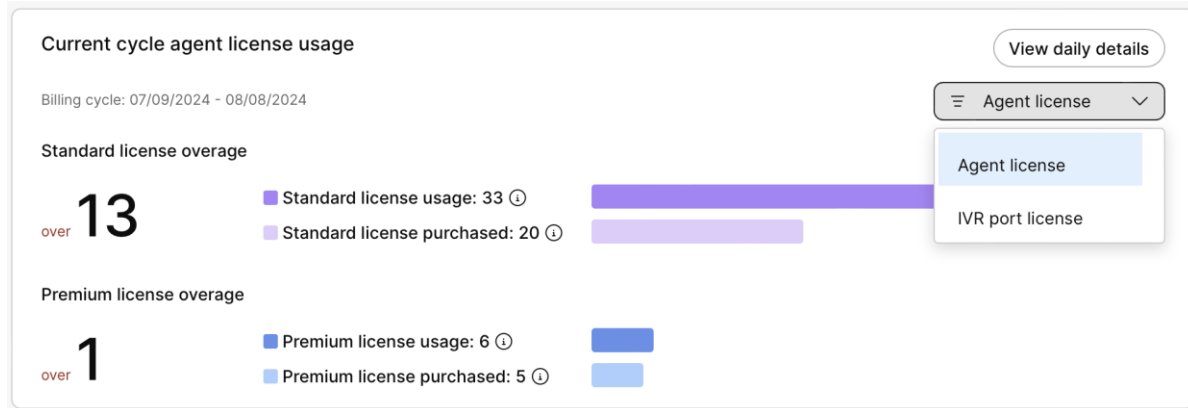 Current cycle agent license usage
View daily details
Billing cycle: 07/09/2024 - 08/08/2024
Agent license
Standard license overage
Agent license
IVR port license
over 13
Standard license usage: 33
Standard license purchased: 20
Premium license overage
over 1
Premium license usage: 6
Premium license purchased: 5